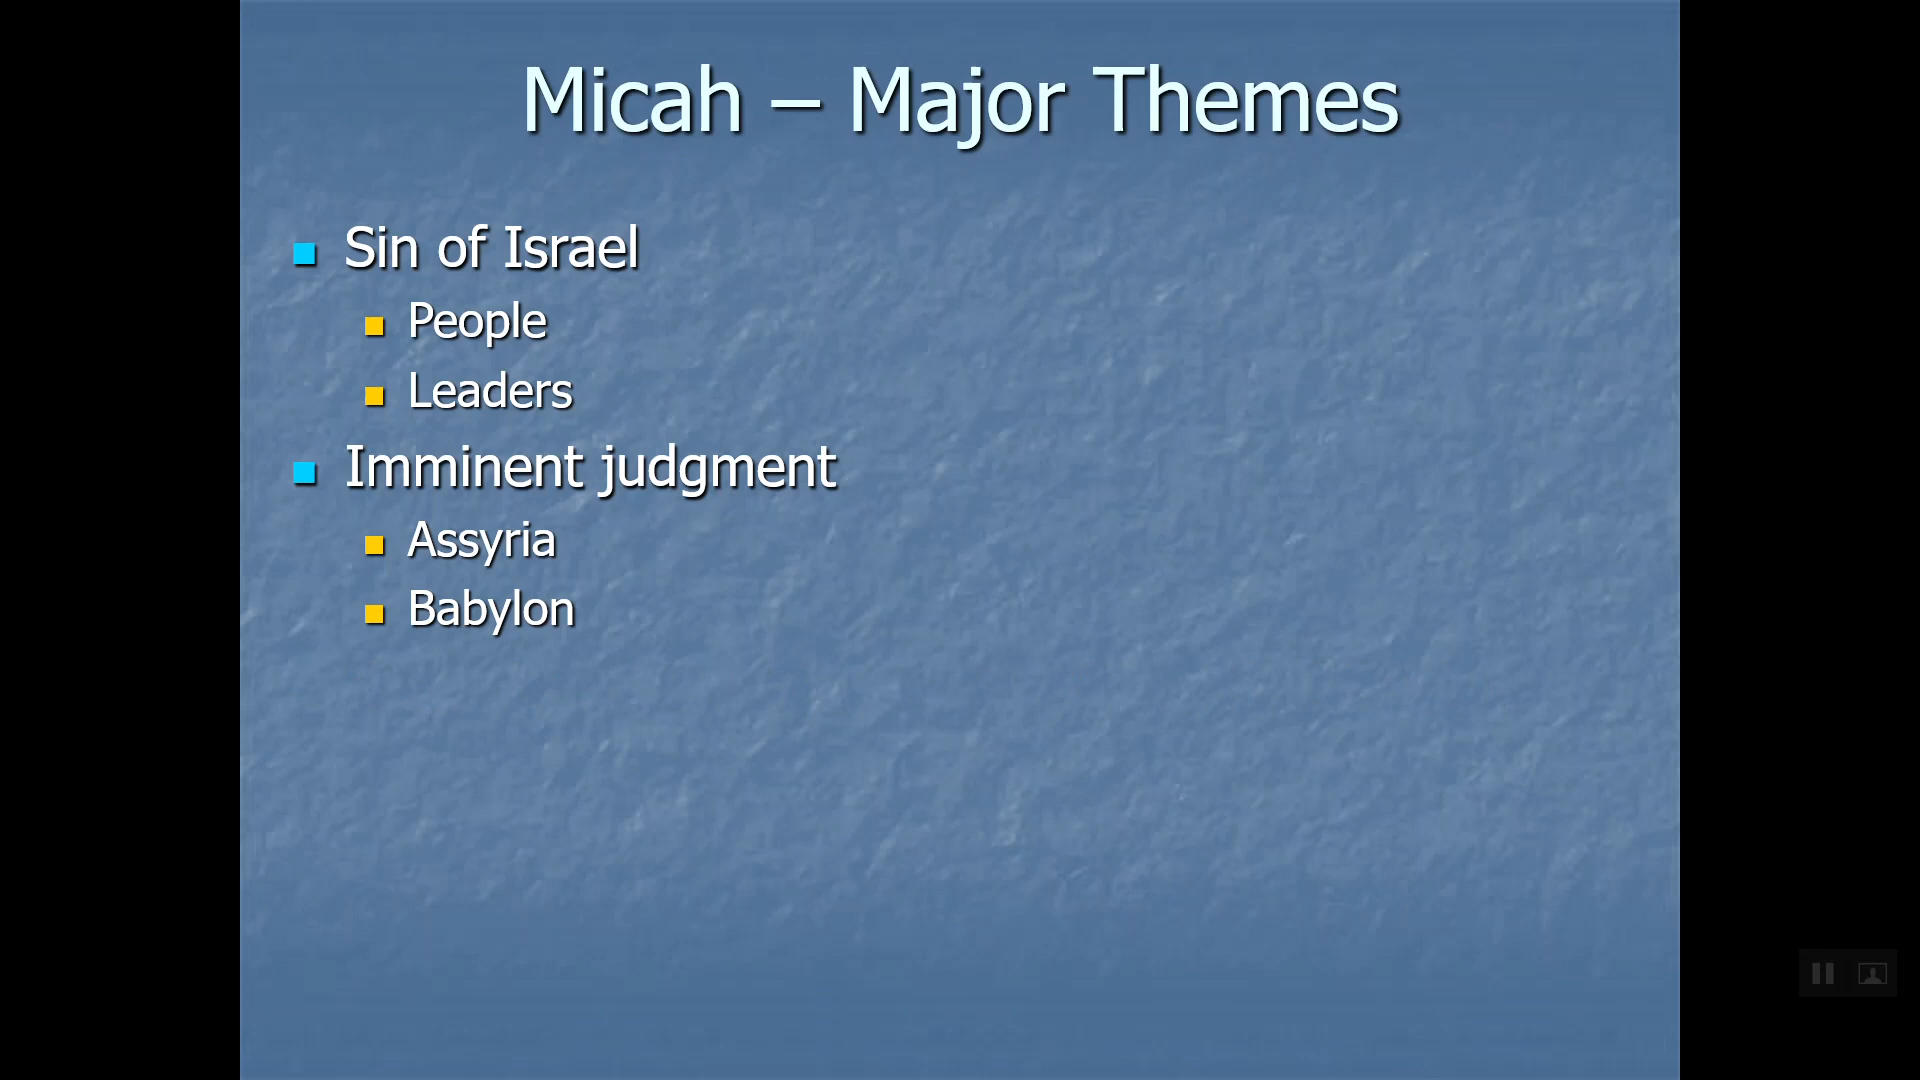 Micah – Major Themes
Sin of Israel
People
Leaders
Imminent judgment
Assyria
Babylon